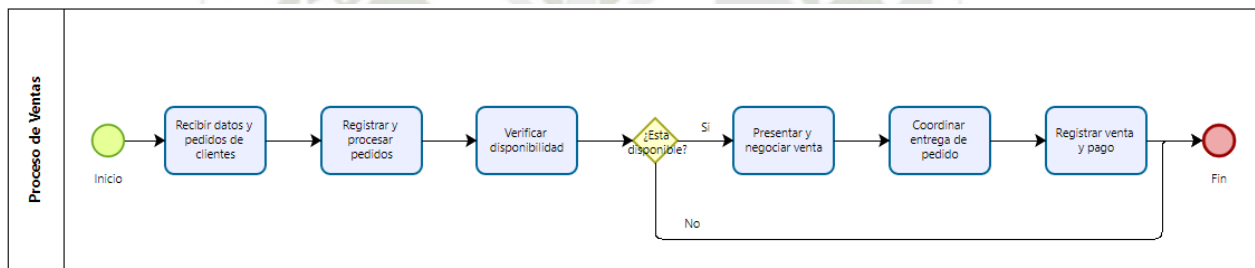 Proceso de Ventas
Inicio
Recibir datos y
pedidos de
clientes
Registrar y
procesar
pedidos
Verificar
disponibilidad
¿Está
disponible?
Si
No
Presentar y
negociar venta
Coordinar
entrega de
pedido
Registrar venta
y pago
Fin